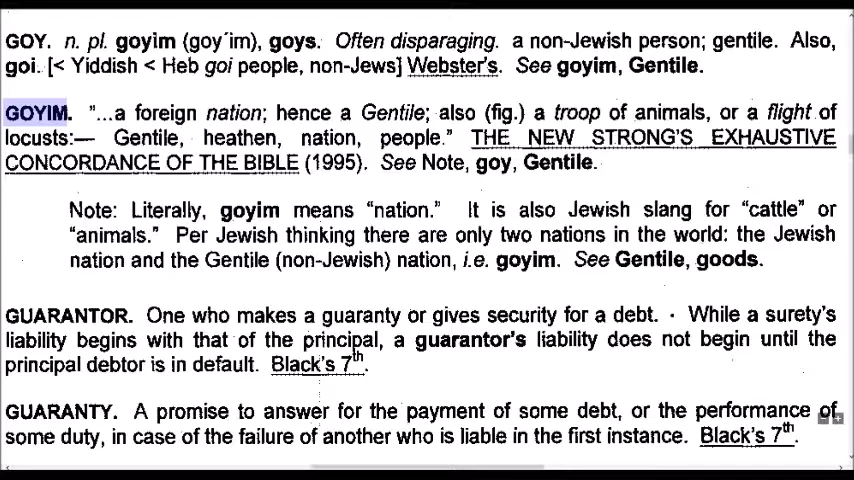 GOY. n. pl. goyim (goy´im), goys. Often disparaging. a non-Jewish person; gentile. Also,
goi. [< Yiddish < Heb goi people, non-Jews] Webster's. See goyim, Gentile.
GOYIM. "...a foreign nation; hence a Gentile; also (fig.) a troop of animals, or a flight of
locusts:— Gentile, heathen, nation, people." THE NEW STRONG'S EXHAUSTIVE
CONCORDANCE OF THE BIBLE (1995). See Note, goy, Gentile.
Note: Literally, goyim means "nation." It is also Jewish slang for "cattle" or
"animals." Per Jewish thinking there are only two nations in the world: the Jewish
nation and the Gentile (non-Jewish) nation, i.e. goyim. See Gentile, goods.
GUARANTOR. One who makes a guaranty or gives security for a debt. · While a surety's
liability begins with that of the principal, a guarantor's liability does not begin until the
principal debtor is in default. Black's 7th.
GUARANTY. A promise to answer for the payment of some debt, or the performance of
some duty, in case of the failure of another who is liable in the first instance. Black's 7th.